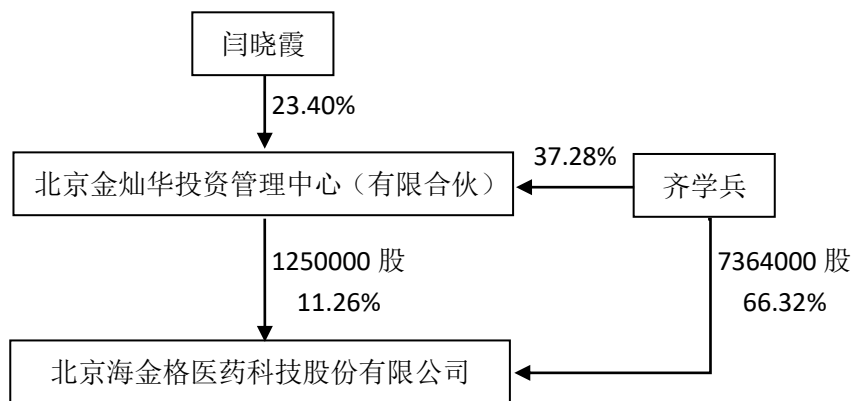 闫晓霞
23.40%
北京金灿华投资管理中心（有限合伙）
37.28%
齐学兵
1250000 股
11.26%
7364000 股
66.32%
北京海金格医药科技股份有限公司